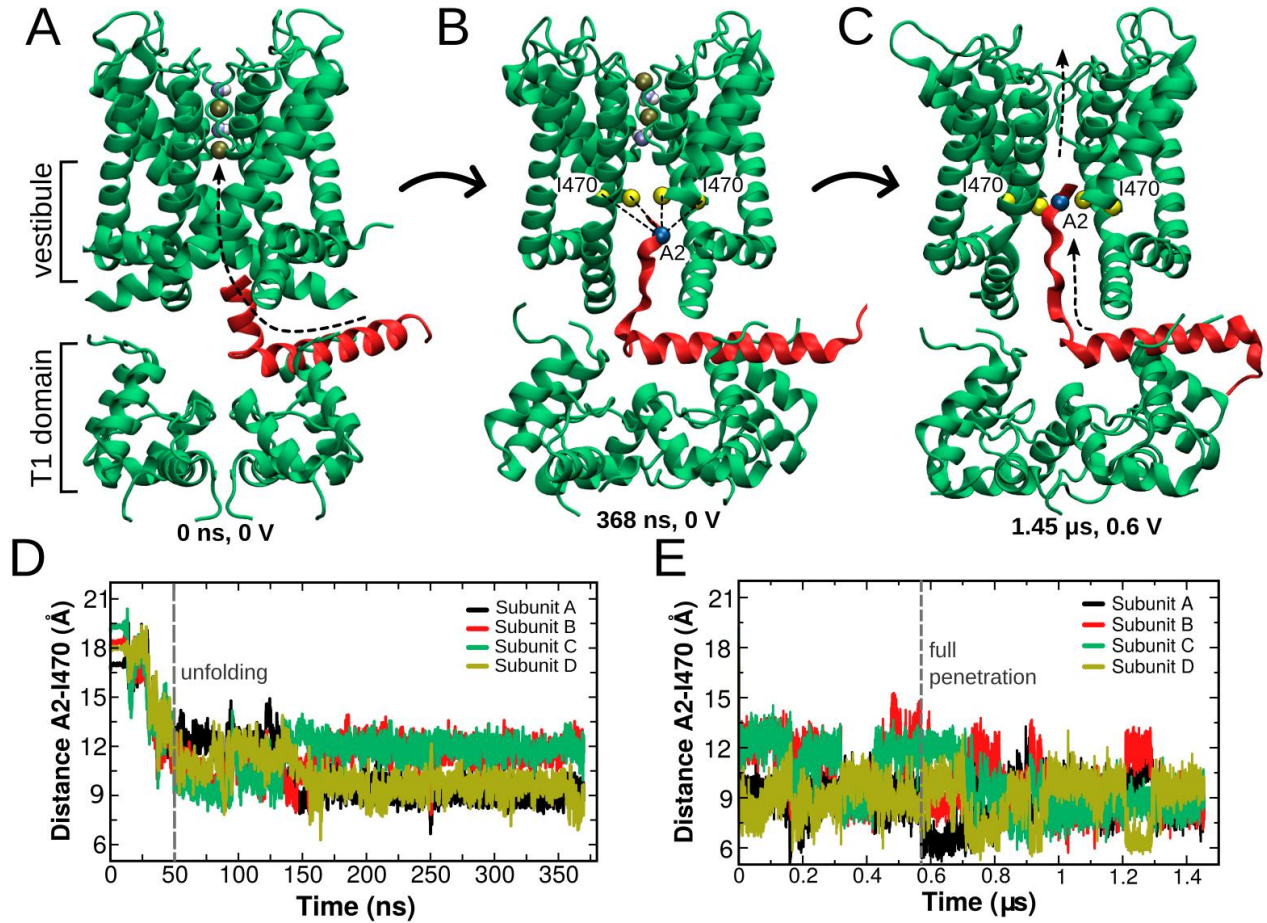 A
B
C
vestibule
T1 domain
I470
I470
A2
I470
I470
A2
0 ns, 0 V
368 ns, 0 V
1.45 µs, 0.6 V
D
Distance A2-I470 (Å)
21
18
15
12
9
6
unfolding
Subunit A
Subunit B
Subunit C
Subunit D
0
50
100
150
200
250
300
350
Time (ns)
E
Distance A2-I470 (Å)
21
18
15
12
9
6
full
penetration
Subunit A
Subunit B
Subunit C
Subunit D
0
0.2
0.4
0.6
0.8
1
1.2
1.4
Time (µs)